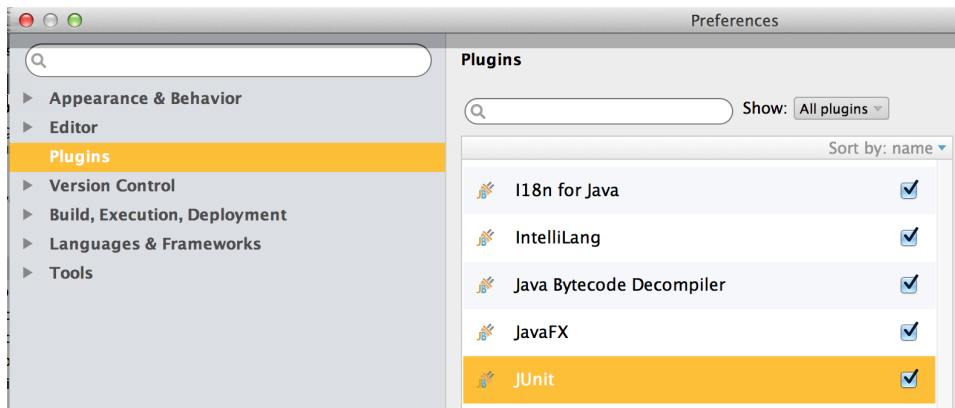 Preferences
Appearance & Behavior
Editor
Plugins
Version Control
Build, Execution, Deployment
Languages & Frameworks
Tools
Plugins
Show: All plugins
Sort by: name
I18n for Java
IntelliLang
Java Bytecode Decompiler
JavaFX
JUnit